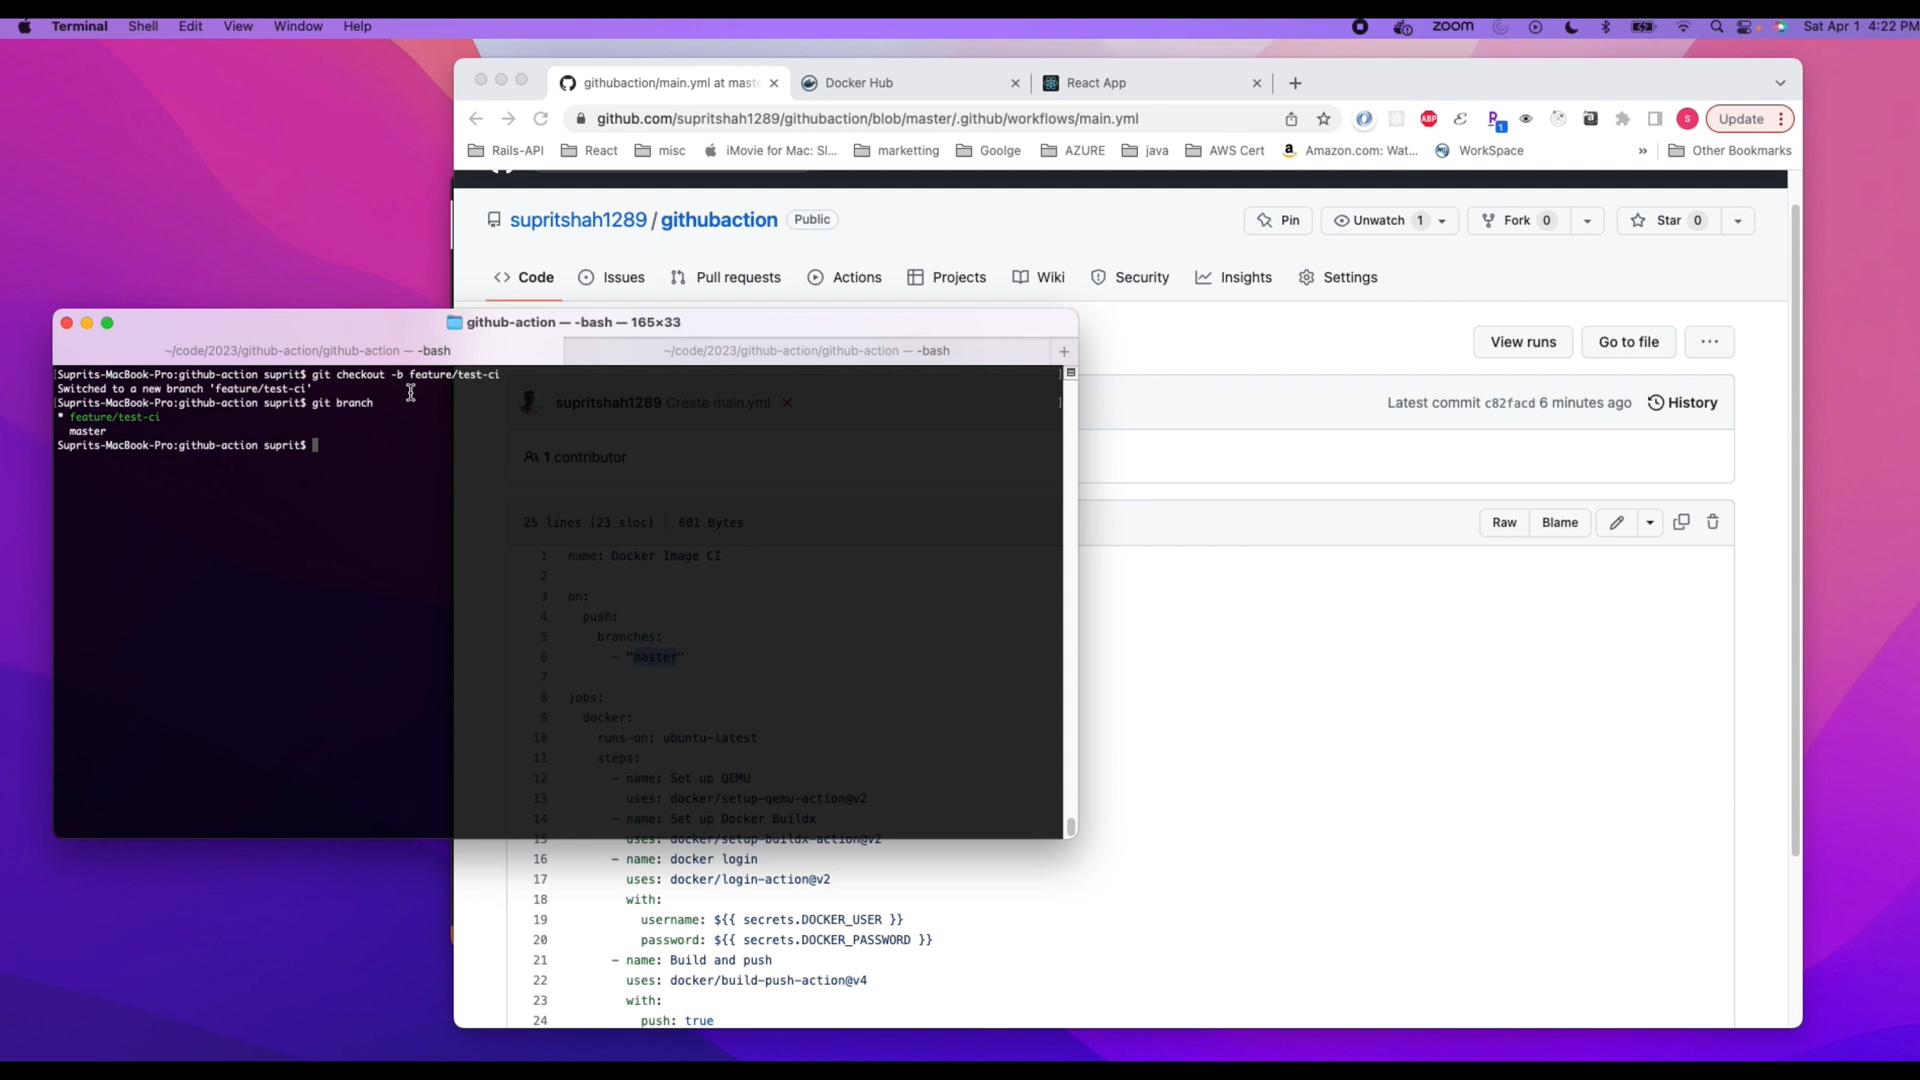 Terminal Shell Edit View Window Help
zoom
Sat Apr 1 4:22 PM
githubaction/main.yml at maste
Docker Hub
React App
github.com/supritshah1289/githubaction/blob/master/.github/workflows/main.yml
ABP
1
S
Update
Rails-API
React
misc
iMovie for Mac: Sl...
marketting
Goolge
AZURE
java
AWS Cert
Amazon.com: Wat...
WorkSpace
»
Other Bookmarks
supritshah1289 / githubaction Public
Pin
Unwatch 1
Fork 0
Star 0
Code
Issues
Pull requests
Actions
Projects
Wiki
Security
Insights
Settings
github-action — -bash — 165×33
~/code/2023/github-action/github-action — -bash
~/code/2023/github-action/github-action — -bash
[Suprits-MacBook-Pro:github-action suprit$ git checkout -b feature/test-ci ]
Switched to a new branch 'feature/test-ci'
[Suprits-MacBook-Pro:github-action suprit$ git branch ]
* feature/test-ci
master
Suprits-MacBook-Pro:github-action suprit$
View runs
Go to file
...
supritshah1289 Create main.yml
Latest commit c82facd 6 minutes ago
History
1 contributor
25 lines (23 sloc) | 601 Bytes
Raw
Blame
1 name: Docker Image CI
2
3 on:
4 push:
5 branches:
6 - "master"
7
8 jobs:
9 docker:
10 runs-on: ubuntu-latest
11 steps:
12 - name: Set up QEMU
13 uses: docker/setup-qemu-action@v2
14 - name: Set up Docker Buildx
15 uses: docker/setup-buildx-action@v2
16 - name: docker login
17 uses: docker/login-action@v2
18 with:
19 username: ${{ secrets.DOCKER_USER }}
20 password: ${{ secrets.DOCKER_PASSWORD }}
21 - name: Build and push
22 uses: docker/build-push-action@v4
23 with:
24 push: true